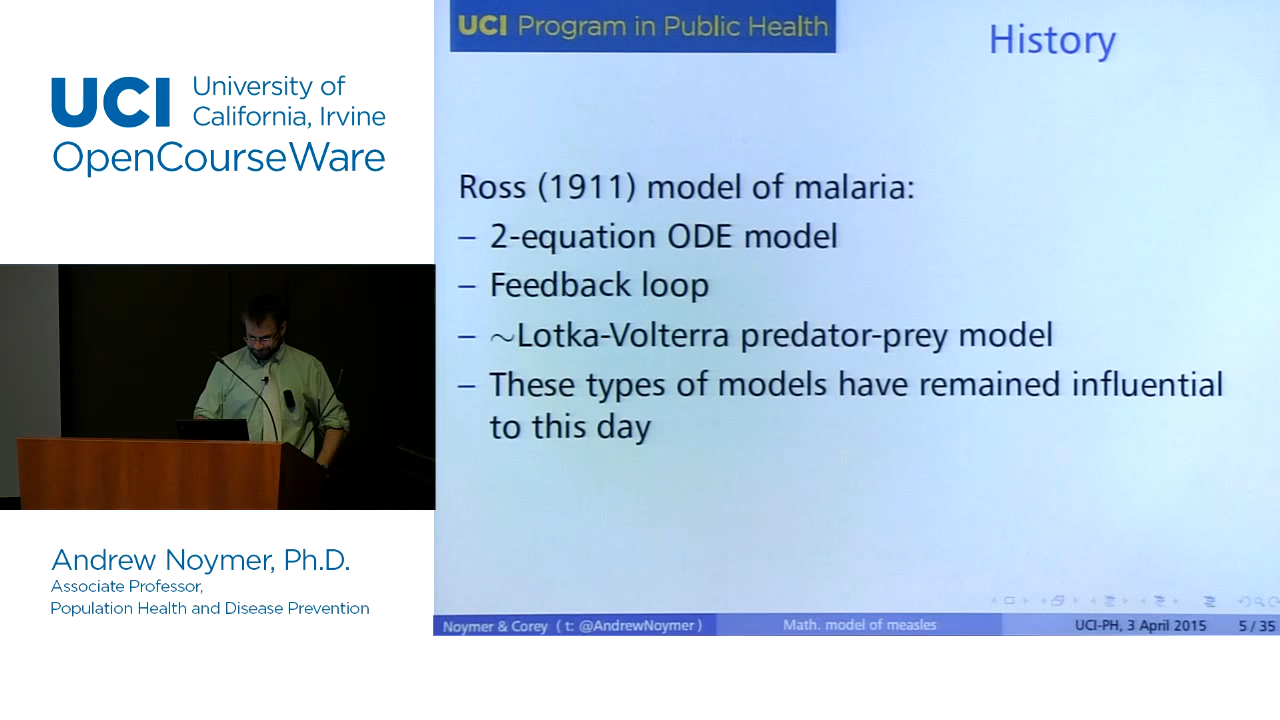 UCI University of
California, Irvine
OpenCourseWare
Andrew Noymer, Ph.D.
Associate Professor,
Population Health and Disease Prevention
UCI Program in Public Health
History
Ross (1911) model of malaria:
– 2-equation ODE model
– Feedback loop
– ~Lotka-Volterra predator-prey model
– These types of models have remained influential
to this day
Noymer & Corey ( t: @AndrewNoymer ) Math. model of measles UCI-PH, 3 April 2015 5 / 35